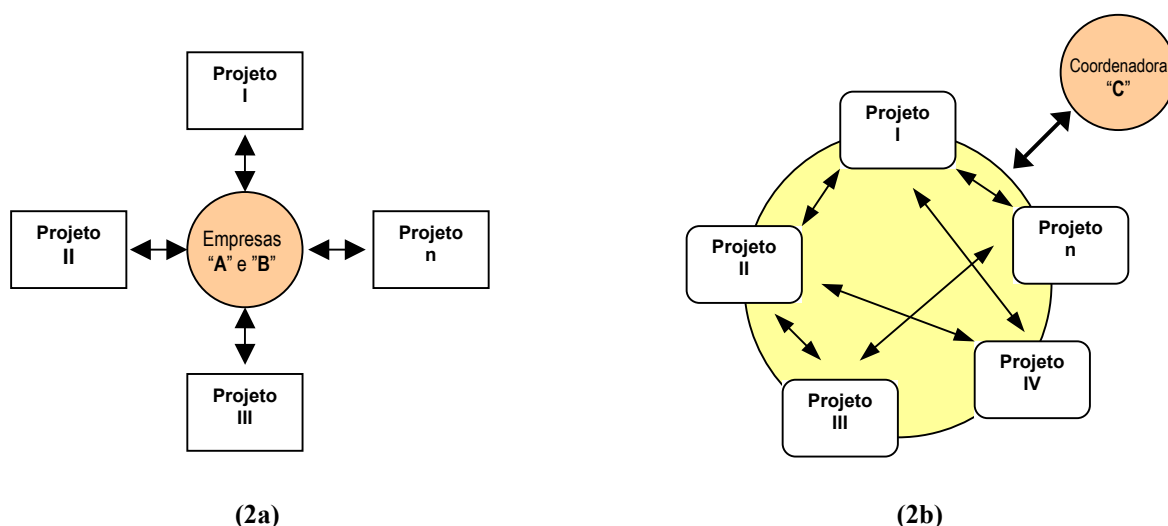 Projeto
I
Projeto
II
Empresas
“A” e ”B”
Projeto
n
Projeto
III
(2a)
Coordenadora
“C”
Projeto
I
Projeto
II
Projeto
n
Projeto
IV
Projeto
III
(2b)